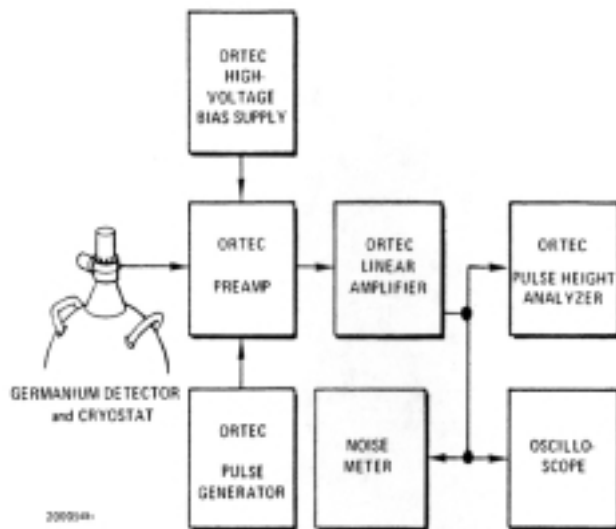 ORTEC
HIGH-
VOLTAGE
BIAS SUPPLY
ORTEC
PREAMP
ORTEC
LINEAR
AMPLIFIER
ORTEC
PULSE HEIGHT
ANALYZER
GERMANIUM DETECTOR
and CRYOSTAT
ORTEC
PULSE
GENERATOR
NOISE
METER
OSCILLO-
SCOPE